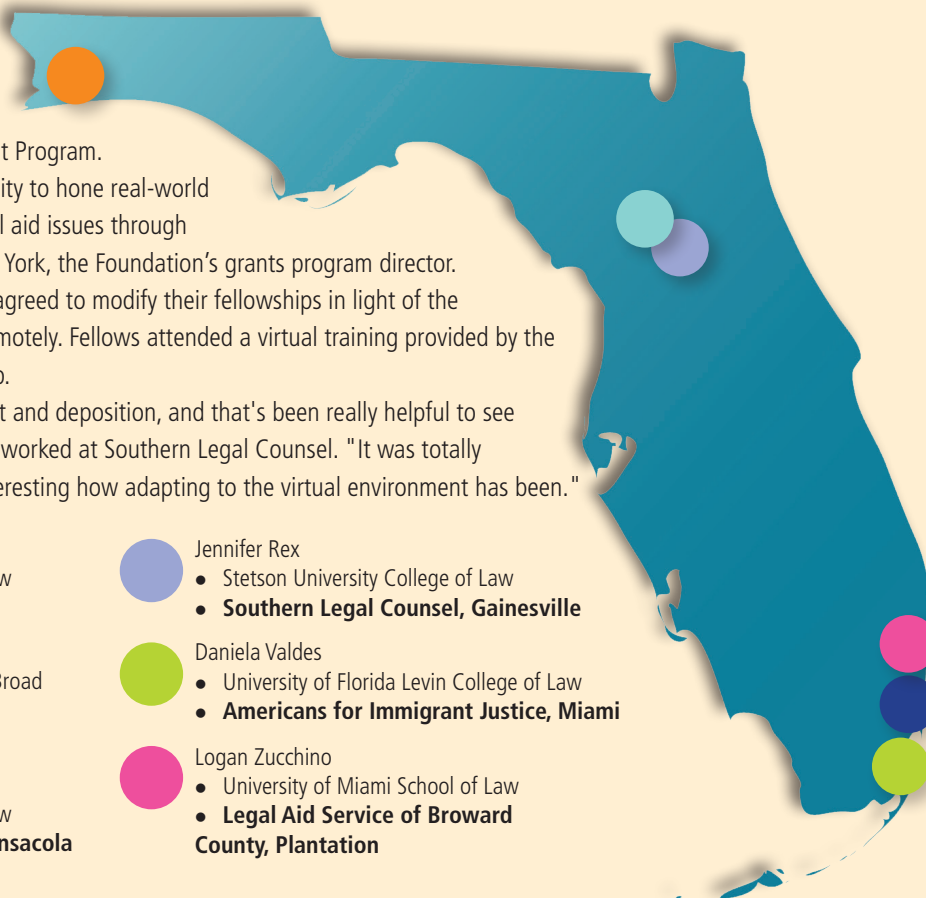 t Program.
ity to hone real-world
l aid issues through
York, the Foundation's grants program director.
agreed to modify their fellowships in light of the
motely. Fellows attended a virtual training provided by the
o.
t and deposition, and that's been really helpful to see
worked at Southern Legal Counsel. "It was totally
eresting how adapting to the virtual environment has been."
w
Broad
w
nsacola
Jennifer Rex
• Stetson University College of Law
• Southern Legal Counsel, Gainesville
Daniela Valdes
• University of Florida Levin College of Law
• Americans for Immigrant Justice, Miami
Logan Zucchino
• University of Miami School of Law
• Legal Aid Service of Broward
County, Plantation